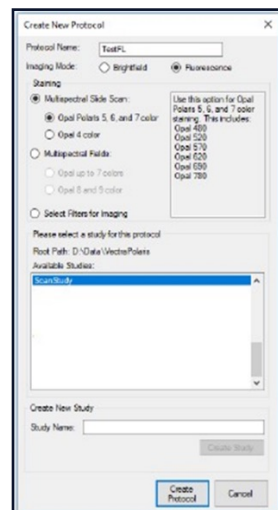 Create New Protocol
Protocol Name: TestFL
Imaging Mode: Brightfield Fluorescence
Staining
Multispectral Slide Scan:
Opal Polaris 5, 6, and 7 color
Opal 4 color
Multispectral Fields:
Opal up to 7 colors
Opal 8 and 9 color
Select Filters for Imaging
Use this option for Opal
Polaris 5, 6, and 7 color
staining. This includes:
Opal 480
Opal 520
Opal 570
Opal 620
Opal 690
Opal 780
Please select a study for this protocol
Root Path: D:\Data\VectraPolaris
Available Studies:
ScanStudy
Create New Study
Study Name:
Create Study
Create
Protocol
Cancel